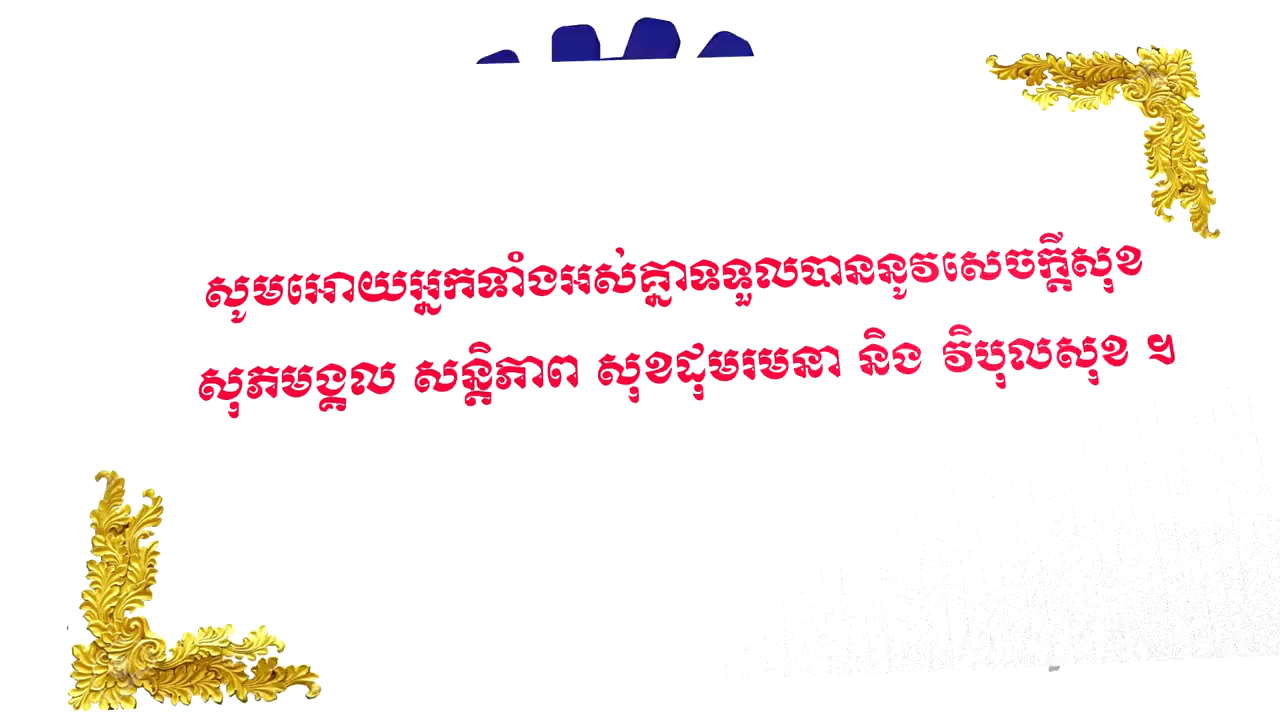 សូមអោយអ្នកទាំងអស់គ្នាទទួលបាននូវសេចក្តីសុខ
សុភមង្គល សន្តិភាព សុខដុមរមនា និង វិបុលសុខ ៗ